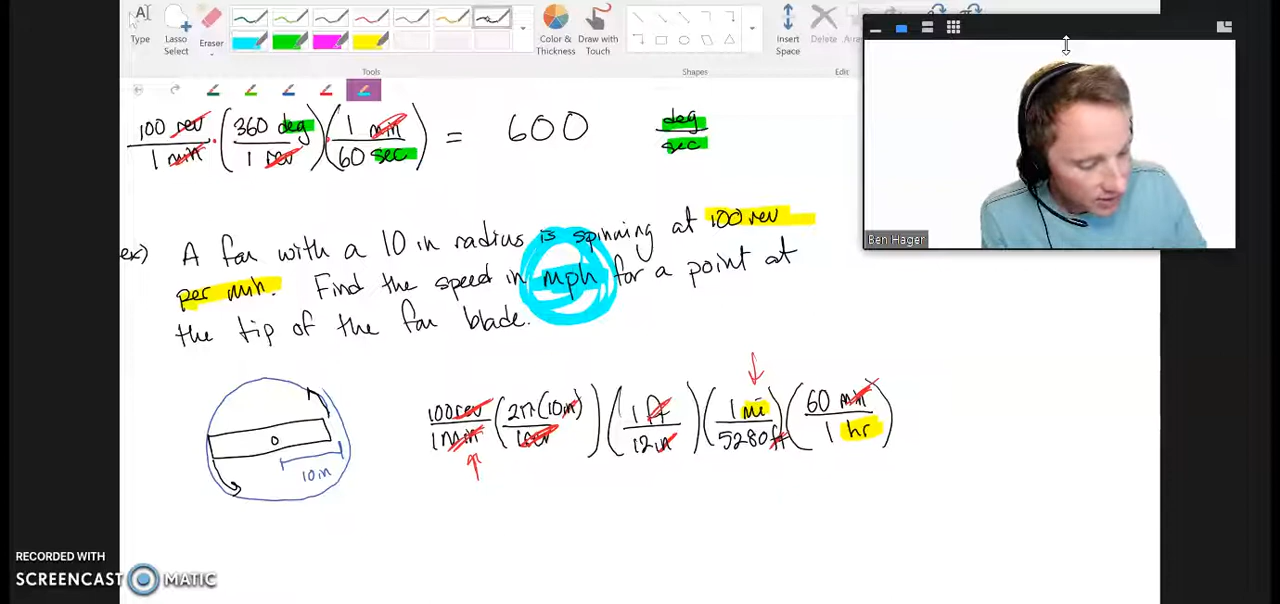 Type
Lasso
Select
Eraser
Color &
Thickness
Draw with
Touch
Insert
Space
Delete
Tools
Shapes
Edit
Ben Hager
100 rev / 1 min · (360 deg / 1 rev) · (1 min / 60 sec) = 600 deg / sec
ex) A fan with a 10 in radius is spinning at 100 rev
per min. Find the speed in mph for a point at
the tip of the fan blade.
10 in
100 rev / 1 min (2π(10 in) / 1 rev) (1 ft / 12 in) (1 mi / 5280 ft) (60 min / 1 hr)
RECORDED WITH
SCREENCAST MATIC